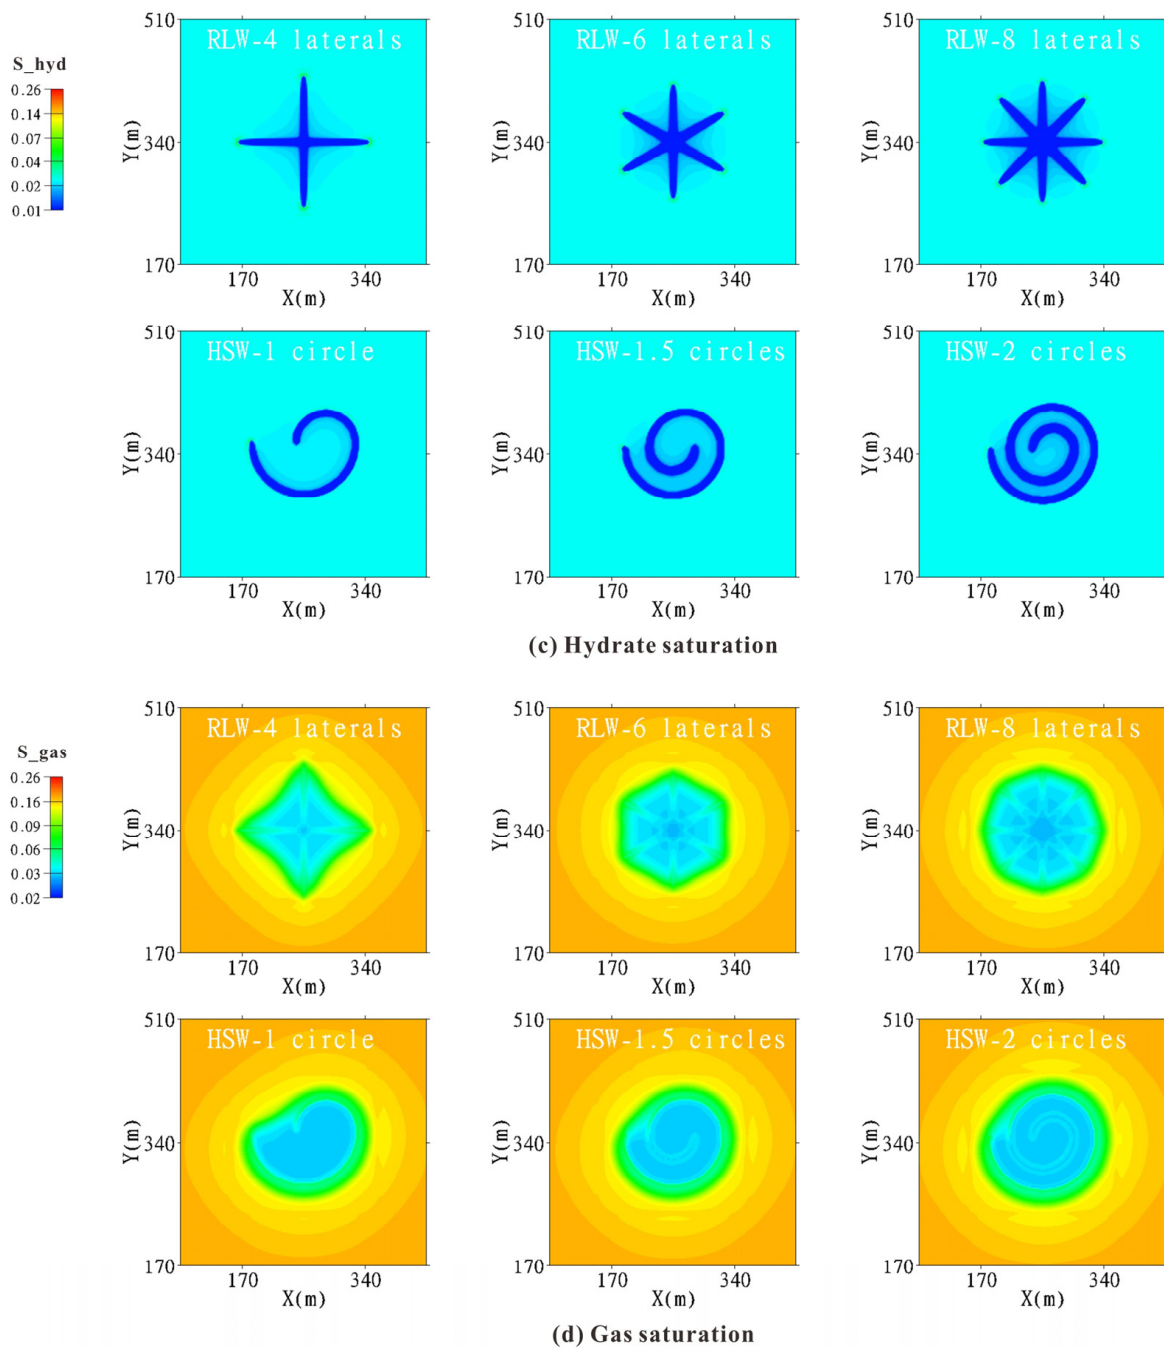 510
RLW-4 laterals
510
RLW-6 laterals
510
RLW-8 laterals
S_hyd
0.26
0.14
0.07
0.04
0.02
0.01
Y(m)
340
Y(m)
340
Y(m)
340
170
170
170
170
340
170
340
170
340
X(m)
X(m)
X(m)
510
HSW-1 circle
510
HSW-1.5 circles
510
HSW-2 circles
Y(m)
340
Y(m)
340
Y(m)
340
170
170
170
170
340
170
340
170
340
X(m)
X(m)
X(m)
(c) Hydrate saturation
510
RLW-4 laterals
510
RLW-6 laterals
510
RLW-8 laterals
S_gas
0.26
0.16
0.09
0.06
0.03
0.02
Y(m)
340
Y(m)
340
Y(m)
340
170
170
170
170
340
170
340
170
340
X(m)
X(m)
X(m)
510
HSW-1 circle
510
HSW-1.5 circles
510
HSW-2 circles
Y(m)
340
Y(m)
340
Y(m)
340
170
170
170
170
340
170
340
170
340
X(m)
X(m)
X(m)
(d) Gas saturation